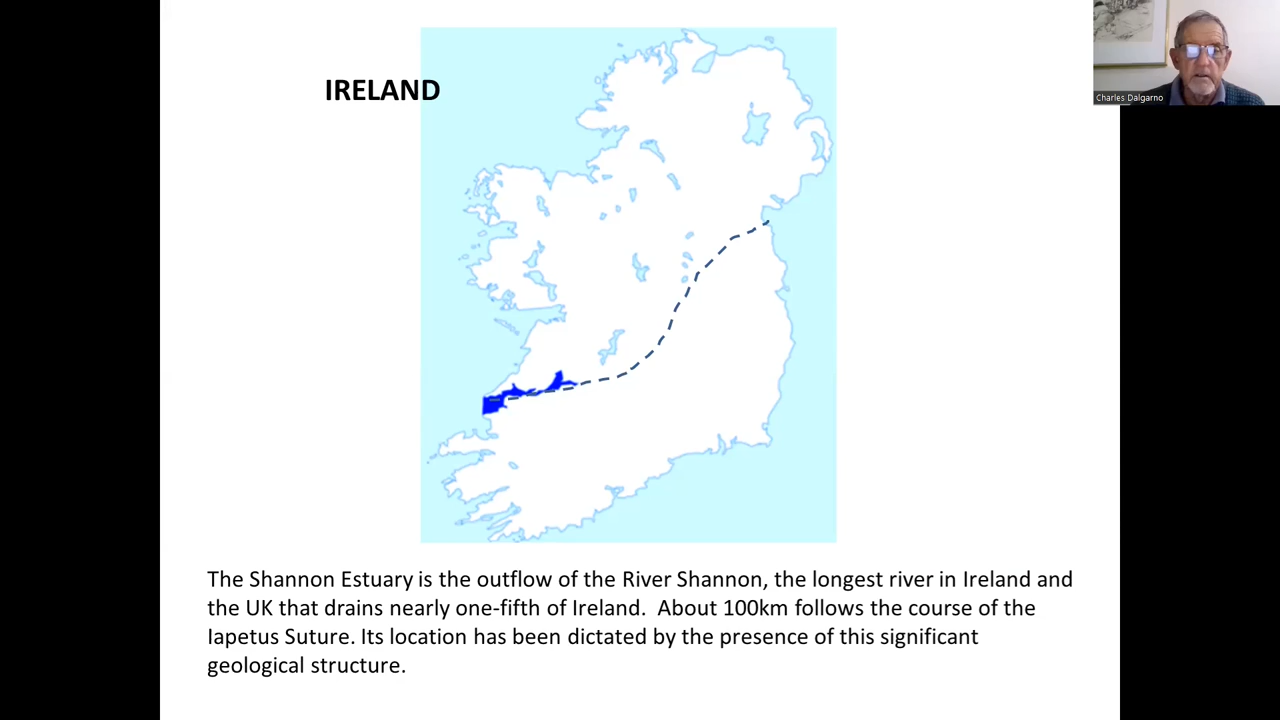 IRELAND
Charles Dalgarno
The Shannon Estuary is the outflow of the River Shannon, the longest river in Ireland and
the UK that drains nearly one-fifth of Ireland.  About 100km follows the course of the
Iapetus Suture. Its location has been dictated by the presence of this significant
geological structure.